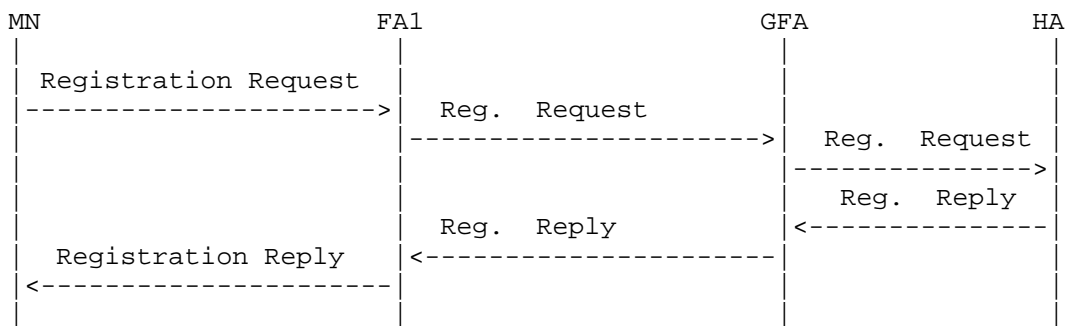 MN FA1 GFA HA
Registration Request
Reg. Request
Reg. Request
Reg. Reply
Reg. Reply
Registration Reply